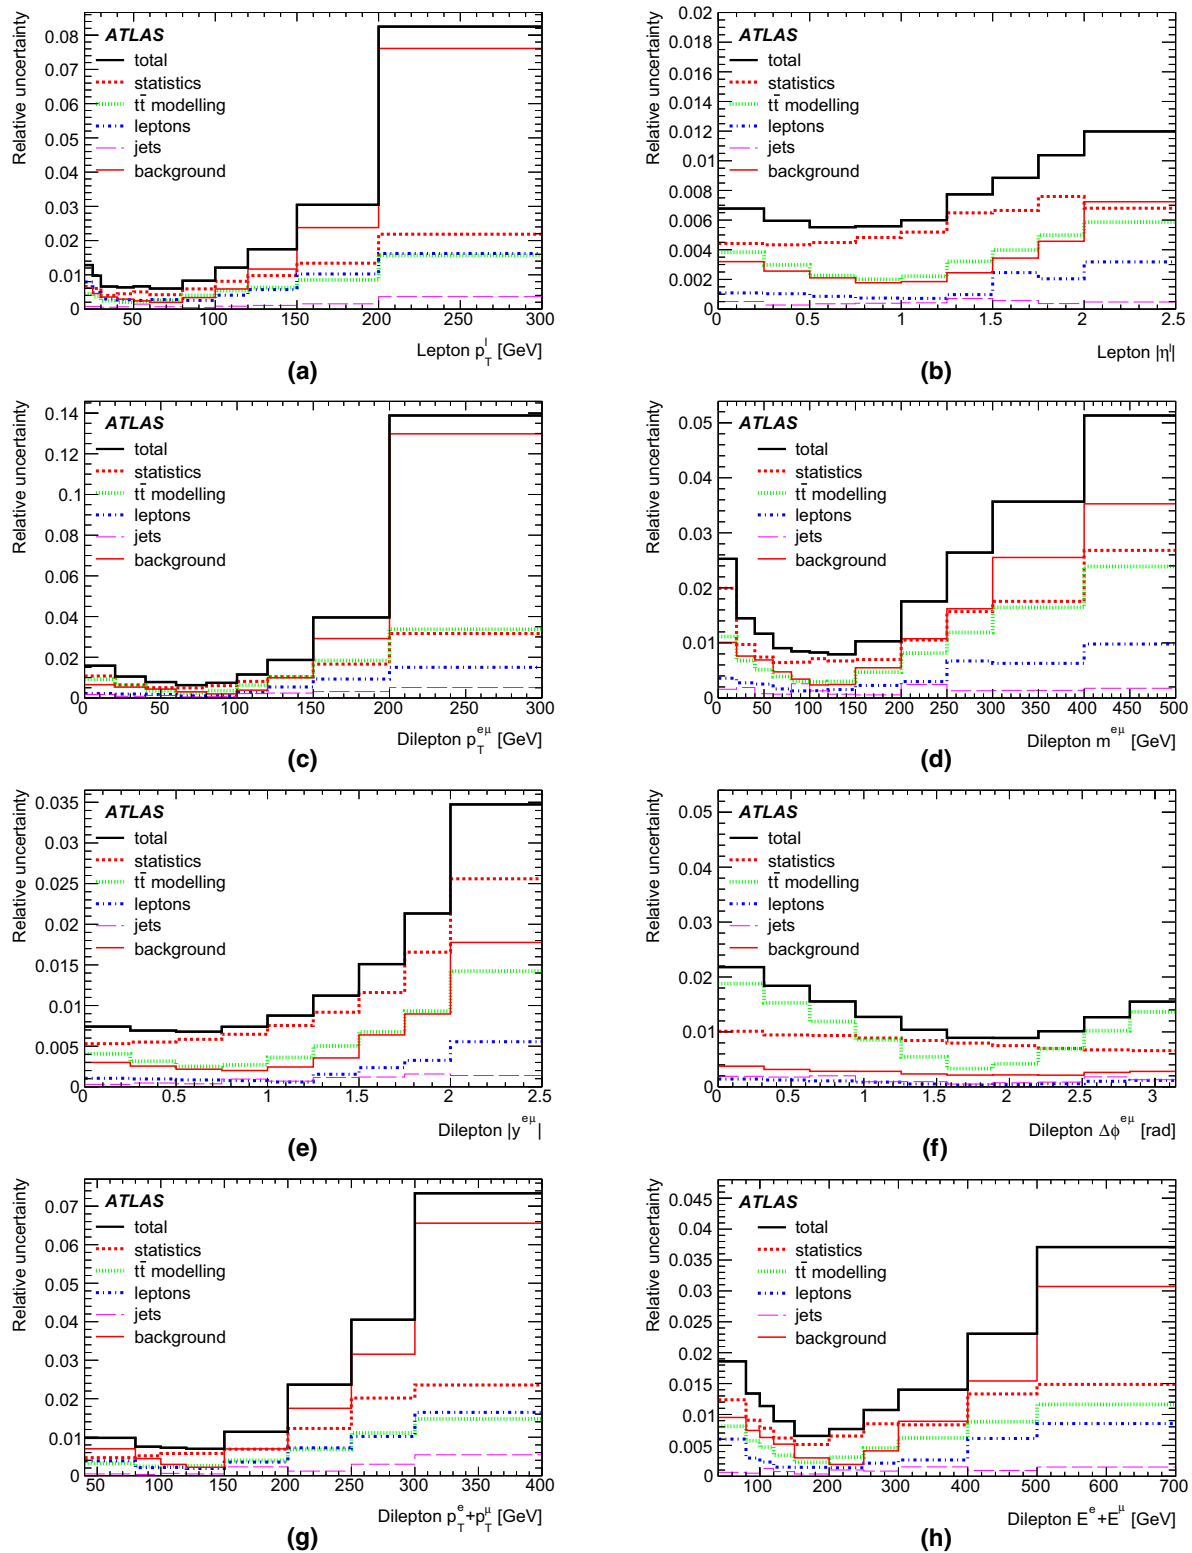 Relative uncertainty
0.08
0.07
0.06
0.05
0.04
0.03
0.02
0.01
0
ATLAS
total
statistics
tt̄ modelling
leptons
jets
background
50 100 150 200 250 300
Lepton p_T^l [GeV]
(a)
Relative uncertainty
0.02
0.018
0.016
0.014
0.012
0.01
0.008
0.006
0.004
0.002
0
ATLAS
total
statistics
tt̄ modelling
leptons
jets
background
0 0.5 1 1.5 2 2.5
Lepton |η^l|
(b)
Relative uncertainty
0.14
0.12
0.1
0.08
0.06
0.04
0.02
0
ATLAS
total
statistics
tt̄ modelling
leptons
jets
background
0 50 100 150 200 250 300
Dilepton p_T^{eμ} [GeV]
(c)
Relative uncertainty
0.05
0.04
0.03
0.02
0.01
0
ATLAS
total
statistics
tt̄ modelling
leptons
jets
background
0 50 100 150 200 250 300 350 400 450 500
Dilepton m^{eμ} [GeV]
(d)
Relative uncertainty
0.035
0.03
0.025
0.02
0.015
0.01
0.005
0
ATLAS
total
statistics
tt̄ modelling
leptons
jets
background
0 0.5 1 1.5 2 2.5
Dilepton |y^{eμ}|
(e)
Relative uncertainty
0.05
0.04
0.03
0.02
0.01
0
ATLAS
total
statistics
tt̄ modelling
leptons
jets
background
0 0.5 1 1.5 2 2.5 3
Dilepton Δϕ^{eμ} [rad]
(f)
Relative uncertainty
0.07
0.06
0.05
0.04
0.03
0.02
0.01
0
ATLAS
total
statistics
tt̄ modelling
leptons
jets
background
50 100 150 200 250 300 350 400
Dilepton p_T^e+p_T^μ [GeV]
(g)
Relative uncertainty
0.045
0.04
0.035
0.03
0.025
0.02
0.015
0.01
0.005
0
ATLAS
total
statistics
tt̄ modelling
leptons
jets
background
100 200 300 400 500 600 700
Dilepton E^e+E^μ [GeV]
(h)